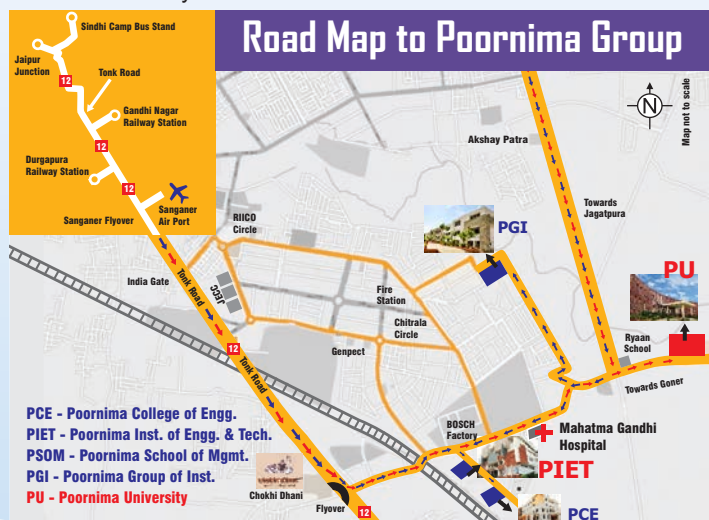 Road Map to Poornima Group
Sindhi Camp Bus Stand
Jaipur
Junction
12
Tonk Road
Gandhi Nagar
Railway Station
12
Durgapura
Railway Station
12
Sanganer Flyover
Sanganer
Air Port
N
Map not to scale
Akshay Patra
Towards
Jagatpura
RIICO
Circle
PGI
PU
India Gate
Tonk Road
JECC
Fire
Station
Chitrala
Circle
Genpect
12
Tonk Road
Ryaan
School
Towards Goner
PCE - Poornima College of Engg.
PIET - Poornima Inst. of Engg. & Tech.
PSOM - Poornima School of Mgmt.
PGI - Poornima Group of Inst.
PU - Poornima University
BOSCH
Factory
Mahatma Gandhi
Hospital
PIET
Chokhi Dhani
Flyover
12
PCE